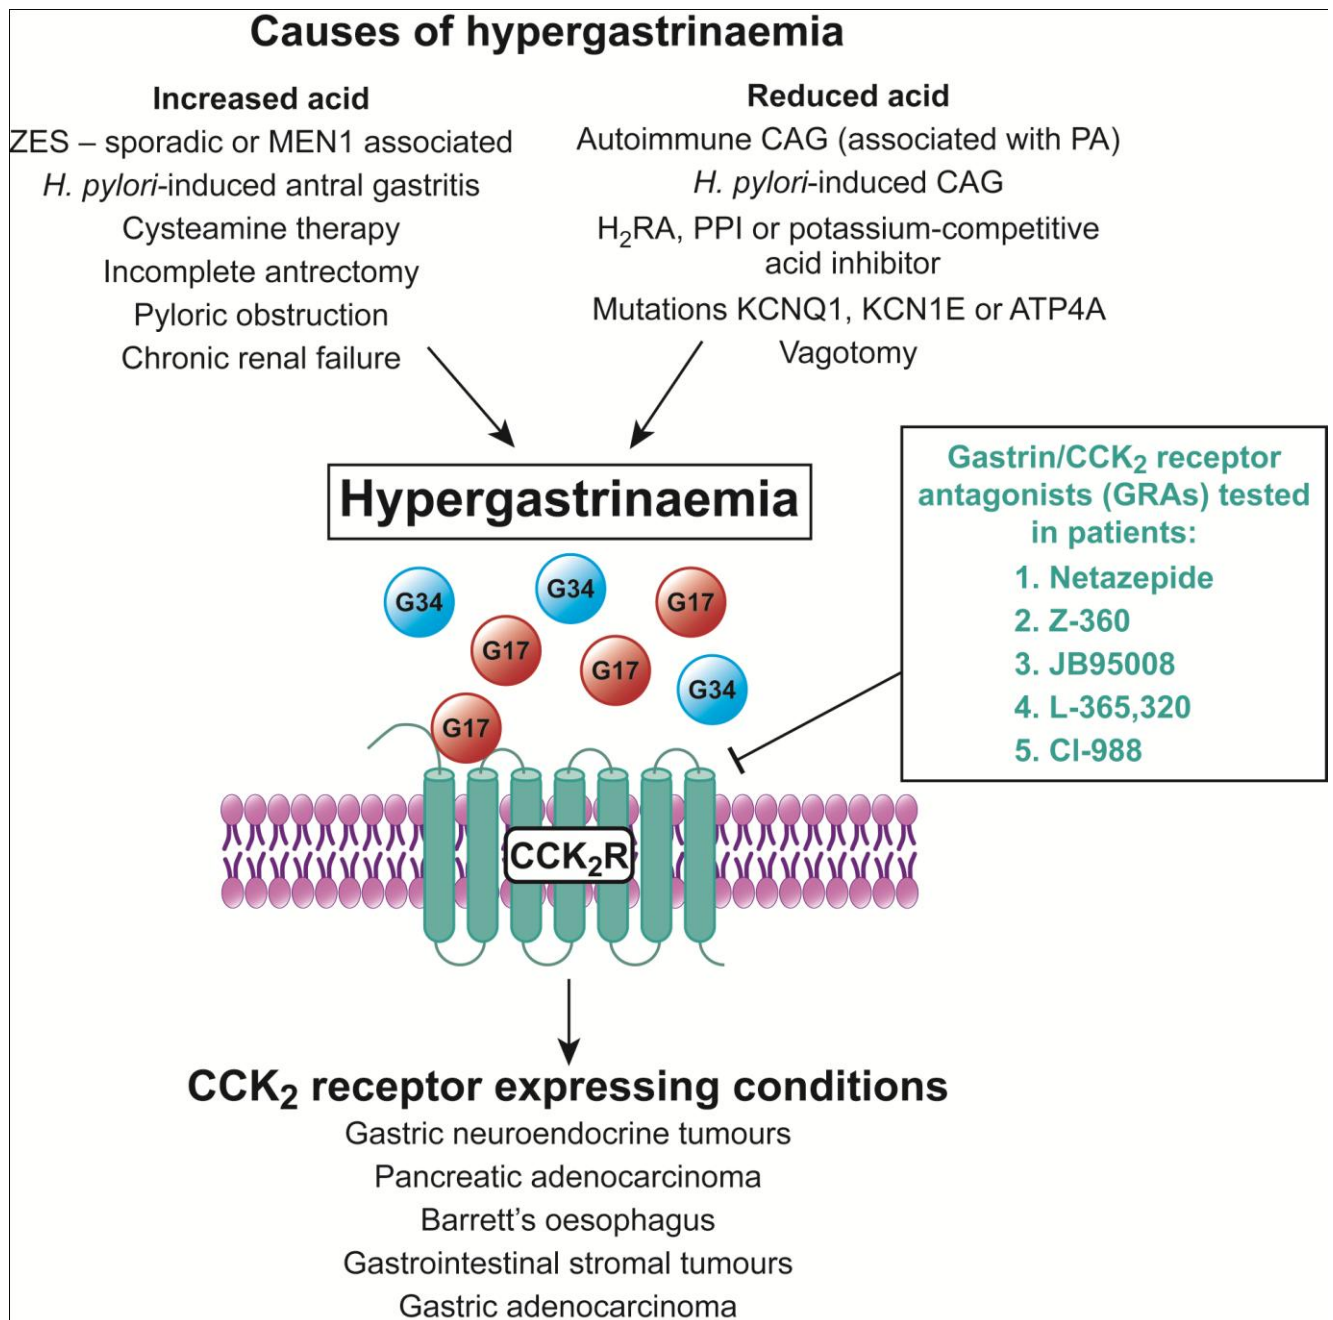 Causes of hypergastrinaemia
Increased acid
ZES – sporadic or MEN1 associated
H. pylori-induced antral gastritis
Cysteamine therapy
Incomplete antrectomy
Pyloric obstruction
Chronic renal failure
Reduced acid
Autoimmune CAG (associated with PA)
H. pylori-induced CAG
H₂RA, PPI or potassium-competitive
acid inhibitor
Mutations KCNQ1, KCN1E or ATP4A
Vagotomy
Hypergastrinaemia
Gastrin/CCK₂ receptor
antagonists (GRAs) tested
in patients:
1. Netazepide
2. Z-360
3. JB95008
4. L-365,320
5. CI-988
G34
G34
G17
G17
G17
G34
G17
CCK₂R
CCK₂ receptor expressing conditions
Gastric neuroendocrine tumours
Pancreatic adenocarcinoma
Barrett’s oesophagus
Gastrointestinal stromal tumours
Gastric adenocarcinoma